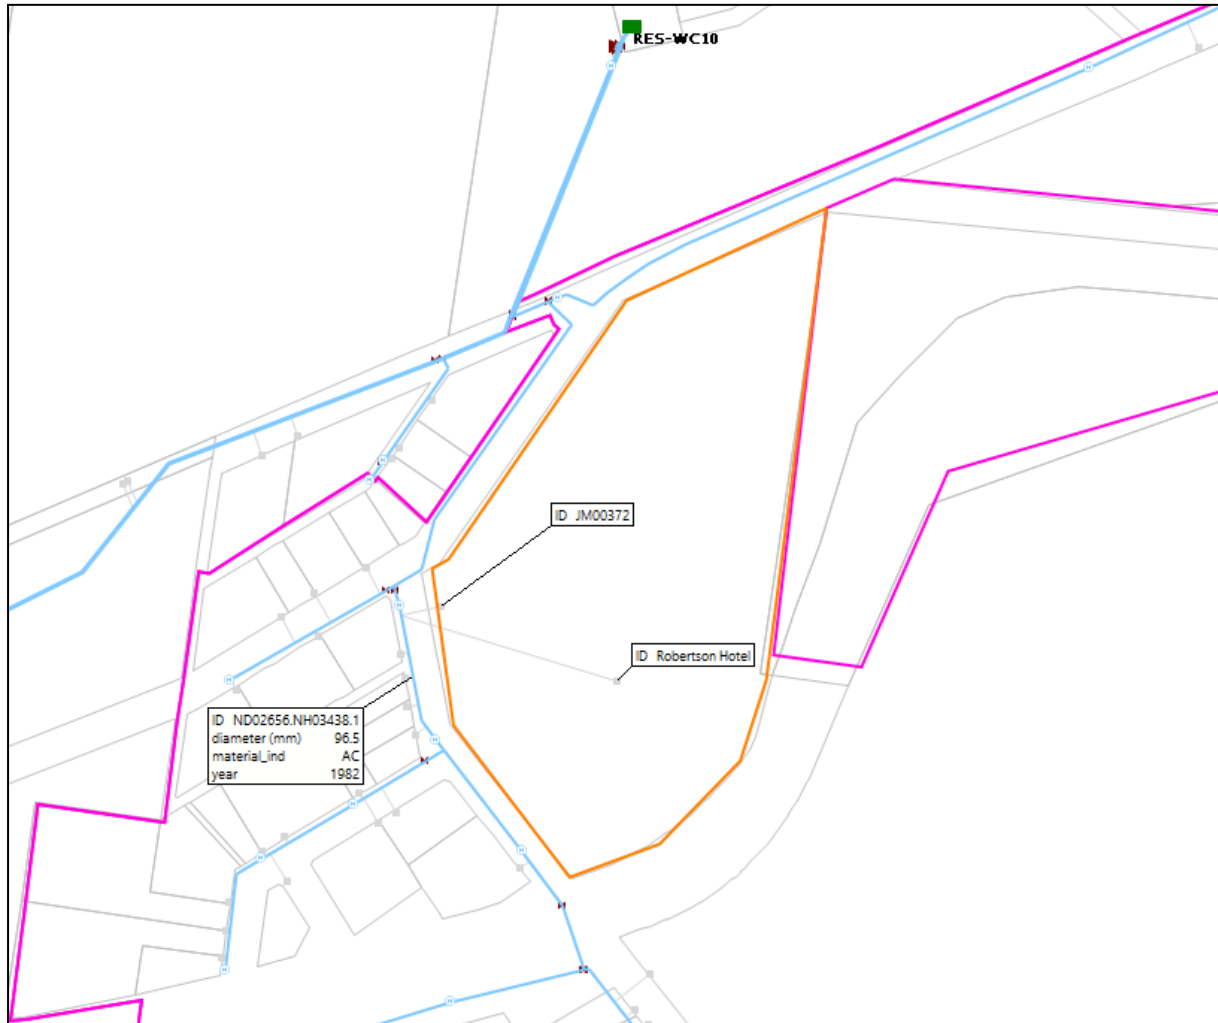 RES-WC10
ID JM00372
ID Robertson Hotel
ID ND02656.NH03438.1
diameter (mm) 96.5
material_ind AC
year 1982
H
H
H
H
H
H
H
H
H
H
H
H
H